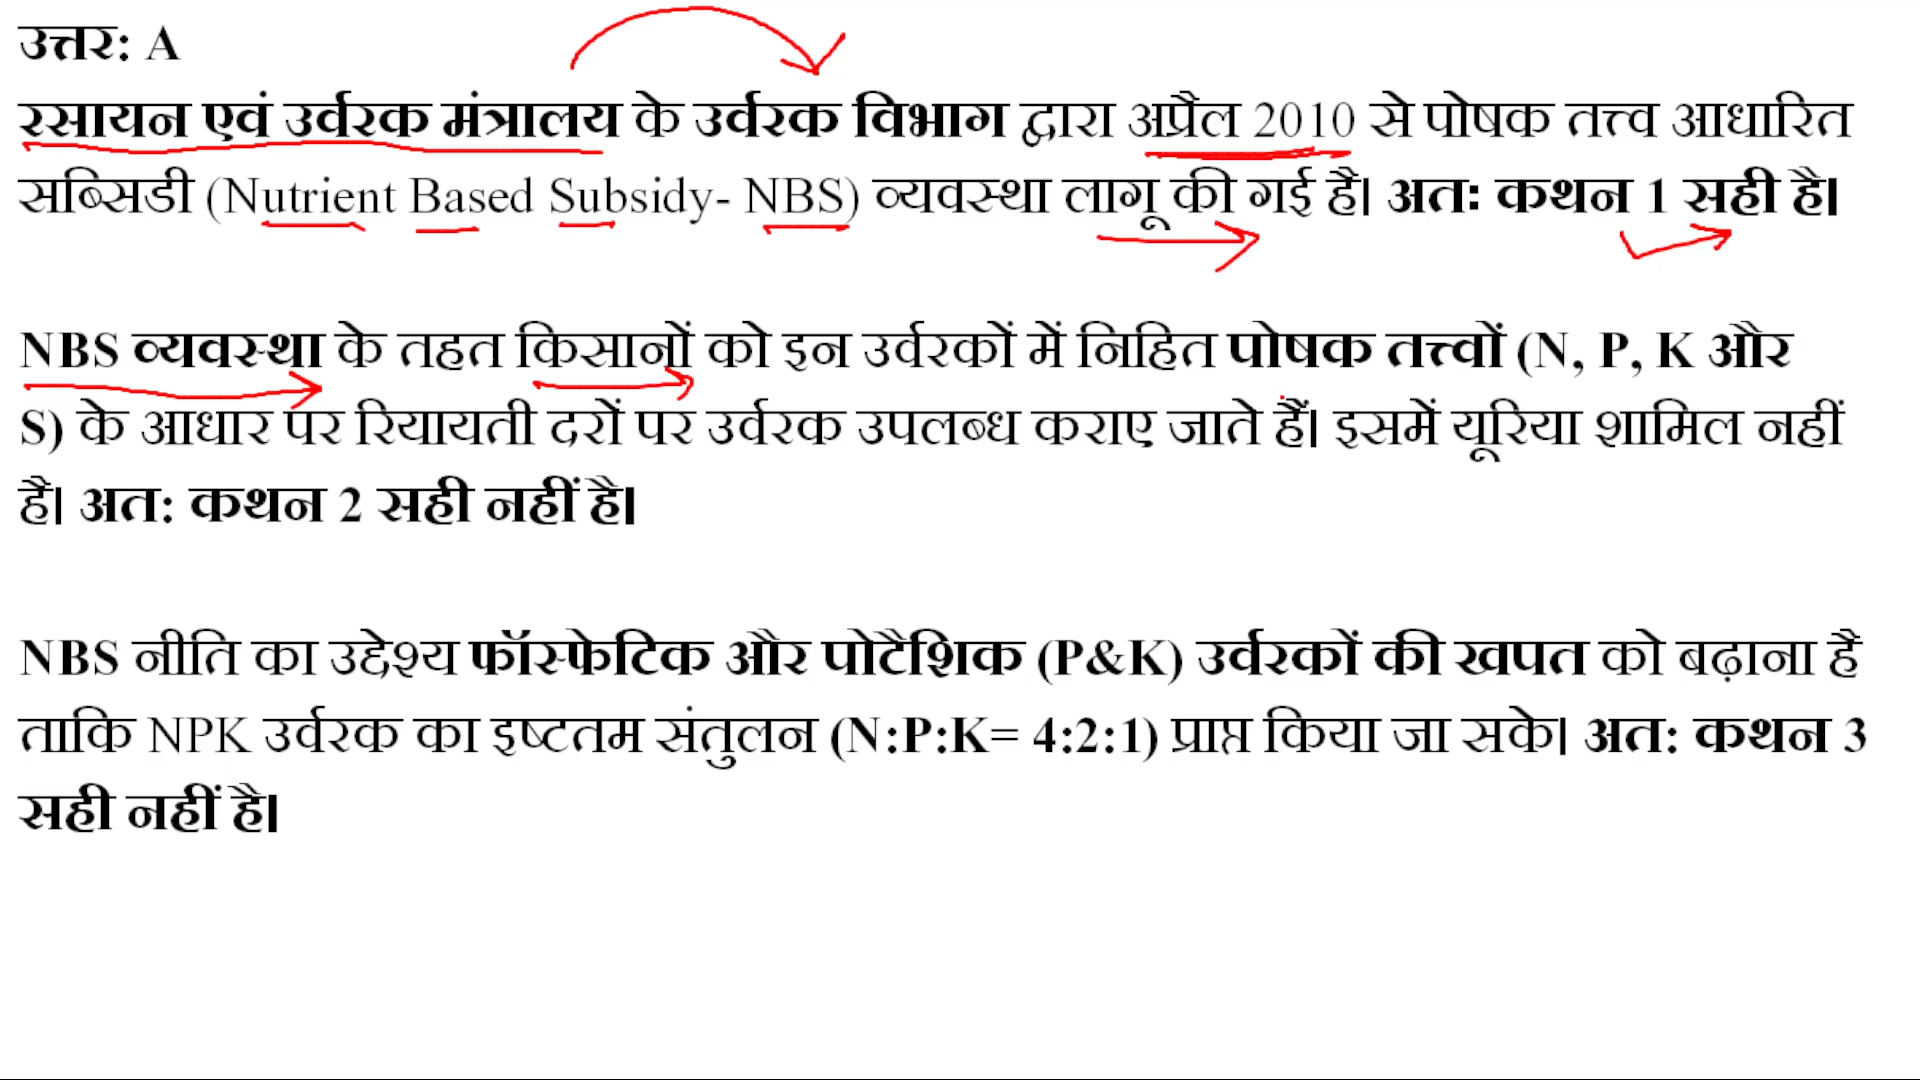 उत्तर: A
रसायन एवं उर्वरक मंत्रालय के उर्वरक विभाग द्वारा अप्रैल 2010 से पोषक तत्त्व आधारित
सब्सिडी (Nutrient Based Subsidy- NBS) व्यवस्था लागू की गई है। अतः कथन 1 सही है।
NBS व्यवस्था के तहत किसानों को इन उर्वरकों में निहित पोषक तत्त्वों (N, P, K और
S) के आधार पर रियायती दरों पर उर्वरक उपलब्ध कराए जाते हैं। इसमें यूरिया शामिल नहीं
है। अत: कथन 2 सही नहीं है।
NBS नीति का उद्देश्य फॉस्फेटिक और पोटैशिक (P&K) उर्वरकों की खपत को बढ़ाना है
ताकि NPK उर्वरक का इष्टतम संतुलन (N:P:K= 4:2:1) प्राप्त किया जा सके। अत: कथन 3
सही नहीं है।